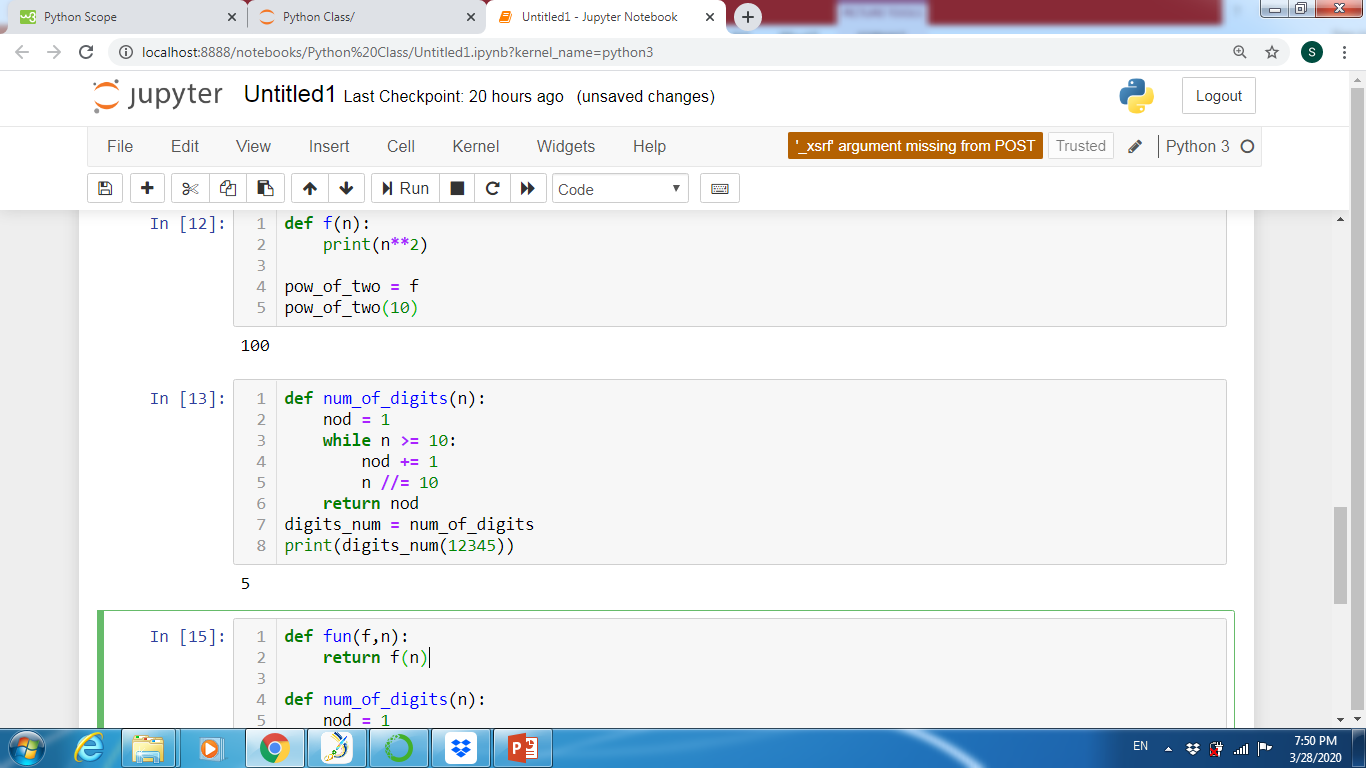 Python Scope
Python Class/
Untitled1 - Jupyter Notebook
localhost:8888/notebooks/Python%20Class/Untitled1.ipynb?kernel_name=python3
S
jupyter Untitled1 Last Checkpoint: 20 hours ago (unsaved changes)
Logout
File Edit View Insert Cell Kernel Widgets Help
'_xsrf' argument missing from POST Trusted Python 3
Run Code
In [12]:
1 def f(n):
2     print(n**2)
3
4 pow_of_two = f
5 pow_of_two(10)
100
In [13]:
1 def num_of_digits(n):
2     nod = 1
3     while n >= 10:
4         nod += 1
5         n //= 10
6     return nod
7 digits_num = num_of_digits
8 print(digits_num(12345))
5
In [15]:
1 def fun(f,n):
2     return f(n)
3
4 def num_of_digits(n):
5     nod = 1
EN
7:50 PM
3/28/2020